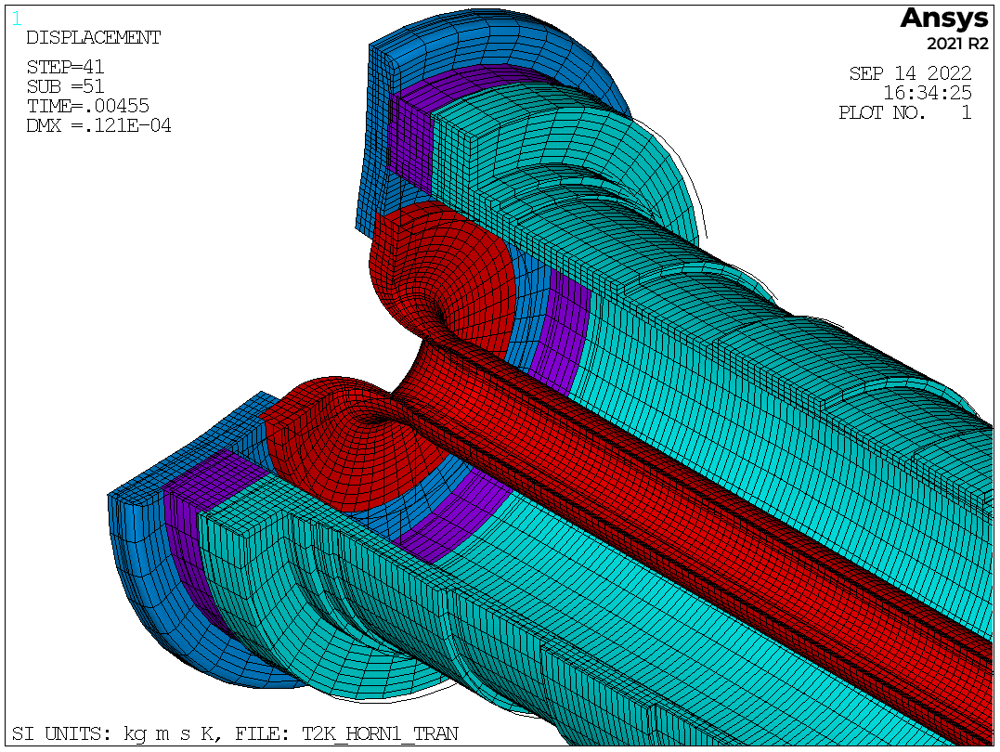 1
DISPLACEMENT
STEP=41
SUB =51
TIME=.00455
DMX =.121E-04
Ansys
2021 R2
SEP 14 2022
16:34:25
PLOT NO. 1
SI UNITS: kg m s K, FILE: T2K_HORN1_TRAN